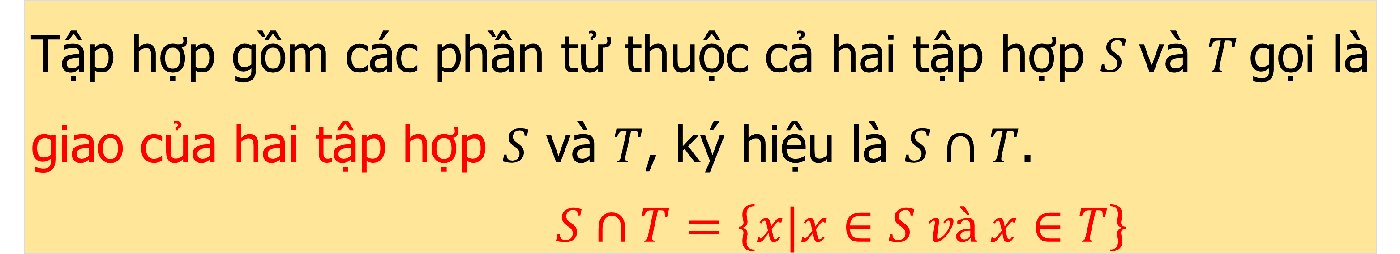 Tập hợp gồm các phần tử thuộc cả hai tập hợp S và T gọi là
giao của hai tập hợp S và T, ký hiệu là S ∩ T.
S ∩ T = {x|x ∈ S và x ∈ T}